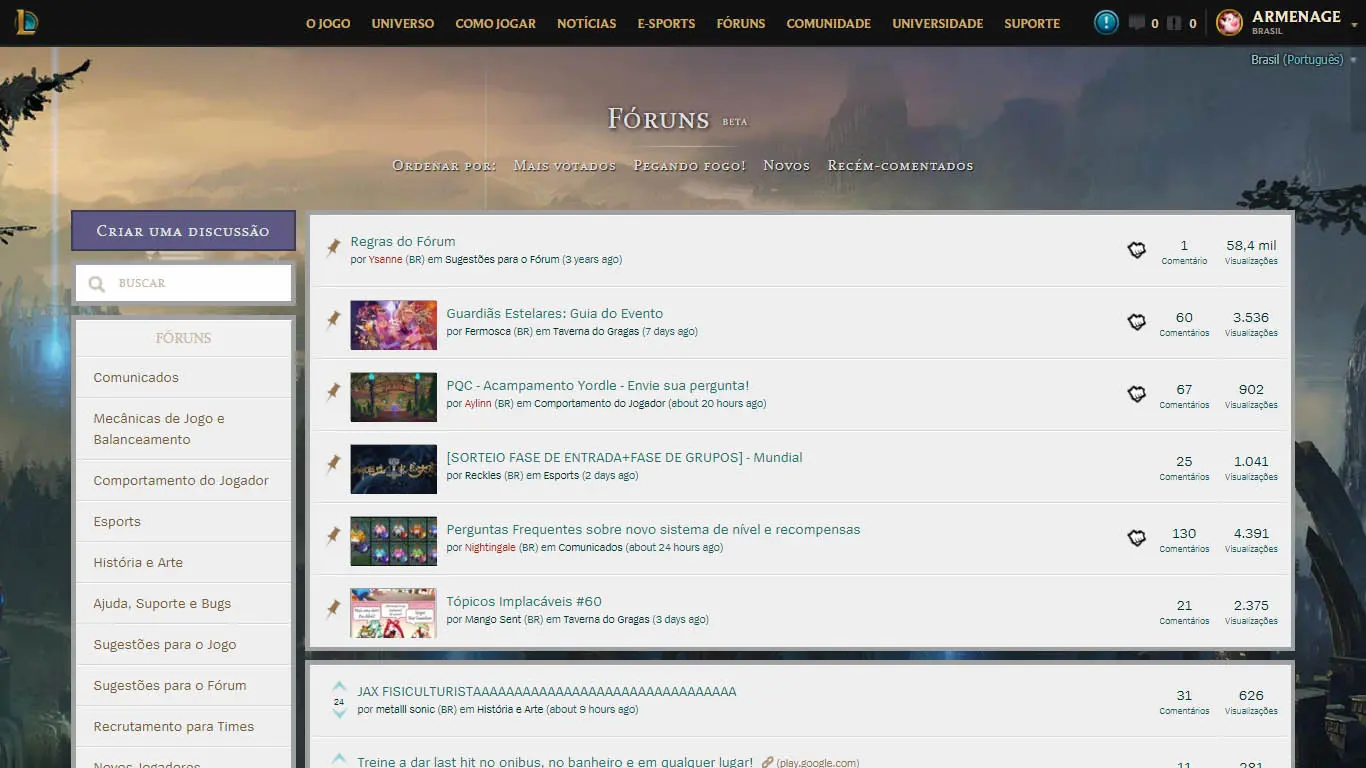 O JOGO UNIVERSO COMO JOGAR NOTÍCIAS E-SPORTS FÓRUNS COMUNIDADE UNIVERSIDADE SUPORTE 0 0 ARMENAGE
BRASIL
Brasil (Português)
FÓRUNS BETA
ORDENAR POR: MAIS VOTADOS PEGANDO FOGO! NOVOS RECÉM-COMENTADOS
CRIAR UMA DISCUSSÃO
BUSCAR
FÓRUNS
Comunicados
Mecânicas de Jogo e
Balanceamento
Comportamento do Jogador
Esports
História e Arte
Ajuda, Suporte e Bugs
Sugestões para o Jogo
Sugestões para o Fórum
Recrutamento para Times
Novos Jogadores
Regras do Fórum
por Ysanne (BR) em Sugestões para o Fórum (3 years ago)
1 58,4 mil
Comentário Visualizações
Guardiãs Estelares: Guia do Evento
por Fermosca (BR) em Taverna do Gragas (7 days ago)
60 3.536
Comentários Visualizações
PQC - Acampamento Yordle - Envie sua pergunta!
por Aylinn (BR) em Comportamento do Jogador (about 20 hours ago)
67 902
Comentários Visualizações
[SORTEIO FASE DE ENTRADA+FASE DE GRUPOS] - Mundial
por Reckles (BR) em Esports (2 days ago)
25 1.041
Comentários Visualizações
Perguntas Frequentes sobre novo sistema de nível e recompensas
por Nightingale (BR) em Comunicados (about 24 hours ago)
130 4.391
Comentários Visualizações
Tópicos Implacáveis #60
por Mango Sent (BR) em Taverna do Gragas (3 days ago)
21 2.375
Comentários Visualizações
24
JAX FISICULTURISTAAAAAAAAAAAAAAAAAAAAAAAAAAAAAAAA
por metalll sonic (BR) em História e Arte (about 9 hours ago)
31 626
Comentários Visualizações
Treine a dar last hit no onibus, no banheiro e em qualquer lugar! (play.google.com)
11 281